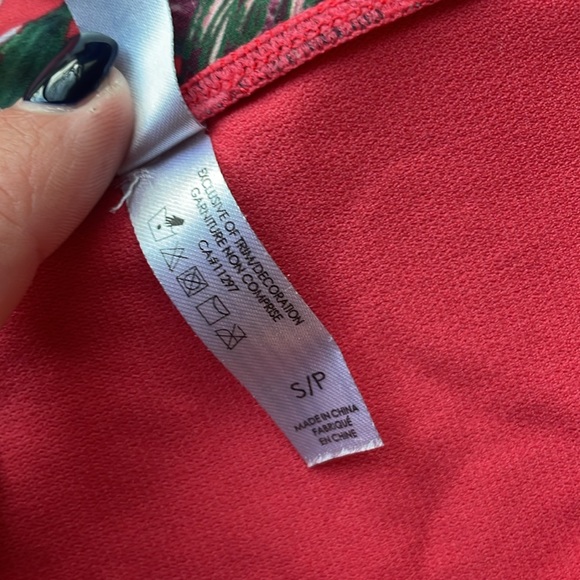 EXCLUSIVE OF TRIM/DECORATION
GARNITURE NON COMPRISE
CA#11297
S/P
MADE IN CHINA
FABRIQUÉ
EN CHINE